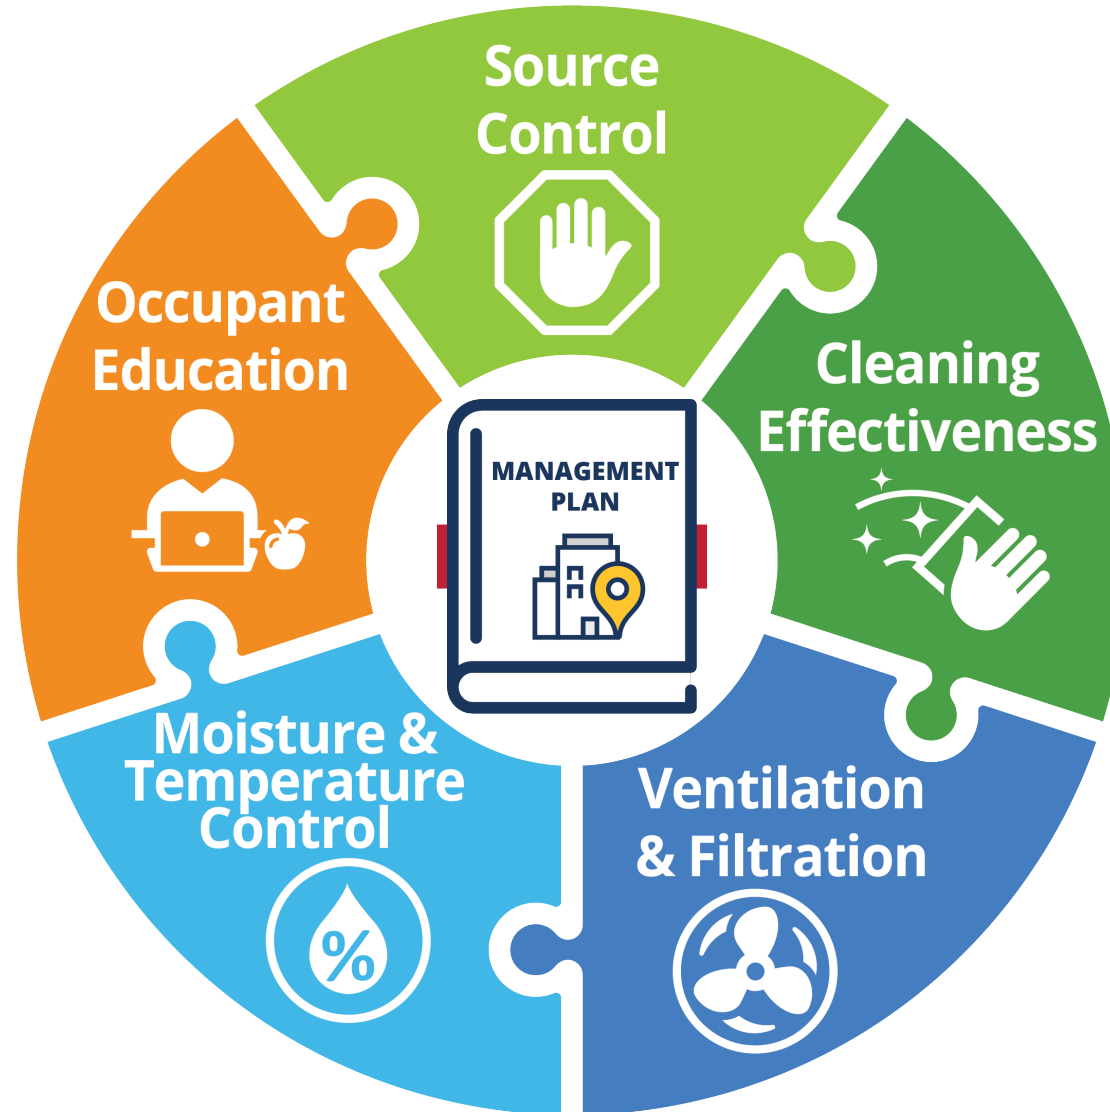 Source
Control
Occupant
Education
Cleaning
Effectiveness
MANAGEMENT
PLAN
Moisture &
Temperature
Control
%
Ventilation
& Filtration